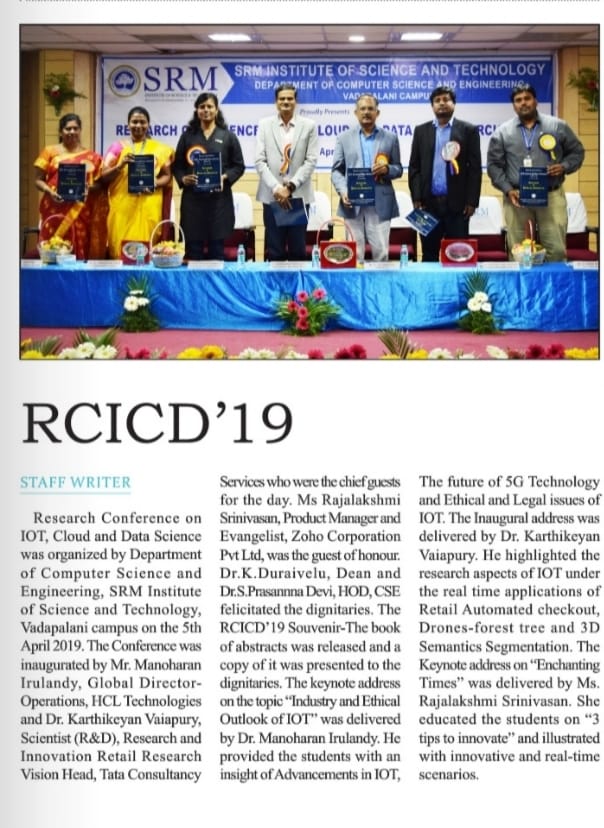 SRM
SRM INSTITUTE OF SCIENCE AND TECHNOLOGY
DEPARTMENT OF COMPUTER SCIENCE AND ENGINEERING
VADAPALANI CAMPUS
Proudly Presents
RCICD’19
STAFF WRITER
Research Conference on
IOT, Cloud and Data Science
was organized by Department
of Computer Science and
Engineering, SRM Institute
of Science and Technology,
Vadapalani campus on the 5th
April 2019. The Conference was
inaugurated by Mr. Manoharan
Irulandy, Global Director-
Operations, HCL Technologies
and Dr. Karthikeyan Vaiapury,
Scientist (R&D), Research and
Innovation Retail Research
Vision Head, Tata Consultancy
Services who were the chief guests
for the day. Ms Rajalakshmi
Srinivasan, Product Manager and
Evangelist, Zoho Corporation
Pvt Ltd, was the guest of honour.
Dr.K.Duraivelu, Dean and
Dr.S.Prasannna Devi, HOD, CSE
felicitated the dignitaries. The
RCICD’19 Souvenir-The book
of abstracts was released and a
copy of it was presented to the
dignitaries. The keynote address
on the topic “Industry and Ethical
Outlook of IOT” was delivered
by Dr. Manoharan Irulandy. He
provided the students with an
insight of Advancements in IOT,
The future of 5G Technology
and Ethical and Legal issues of
IOT. The Inaugural address was
delivered by Dr. Karthikeyan
Vaiapury. He highlighted the
research aspects of IOT under
the real time applications of
Retail Automated checkout,
Drones-forest tree and 3D
Semantics Segmentation. The
Keynote address on “Enchanting
Times” was delivered by Ms.
Rajalakshmi Srinivasan. She
educated the students on “3
tips to innovate” and illustrated
with innovative and real-time
scenarios.